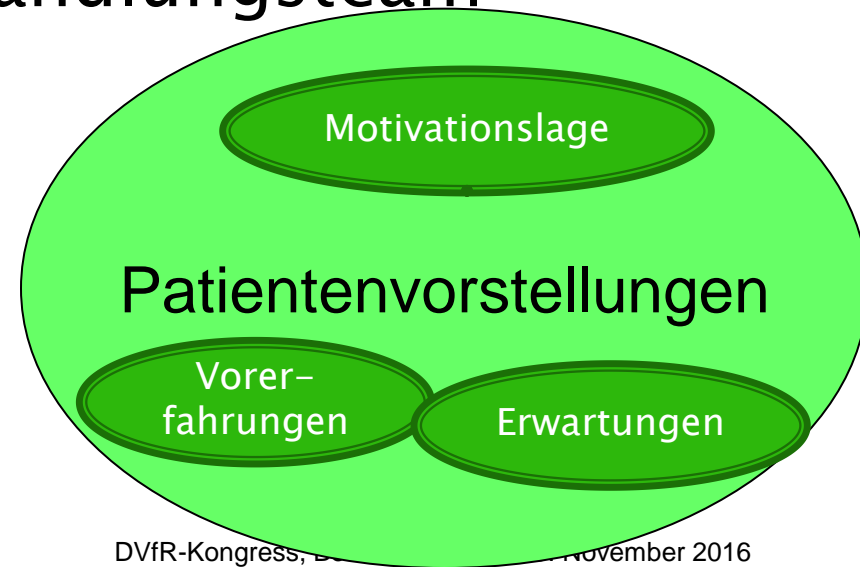 Motivationslage
Patientenvorstellungen
Vorer-
fahrungen
Erwartungen
DVfR-Kongress, November 2016